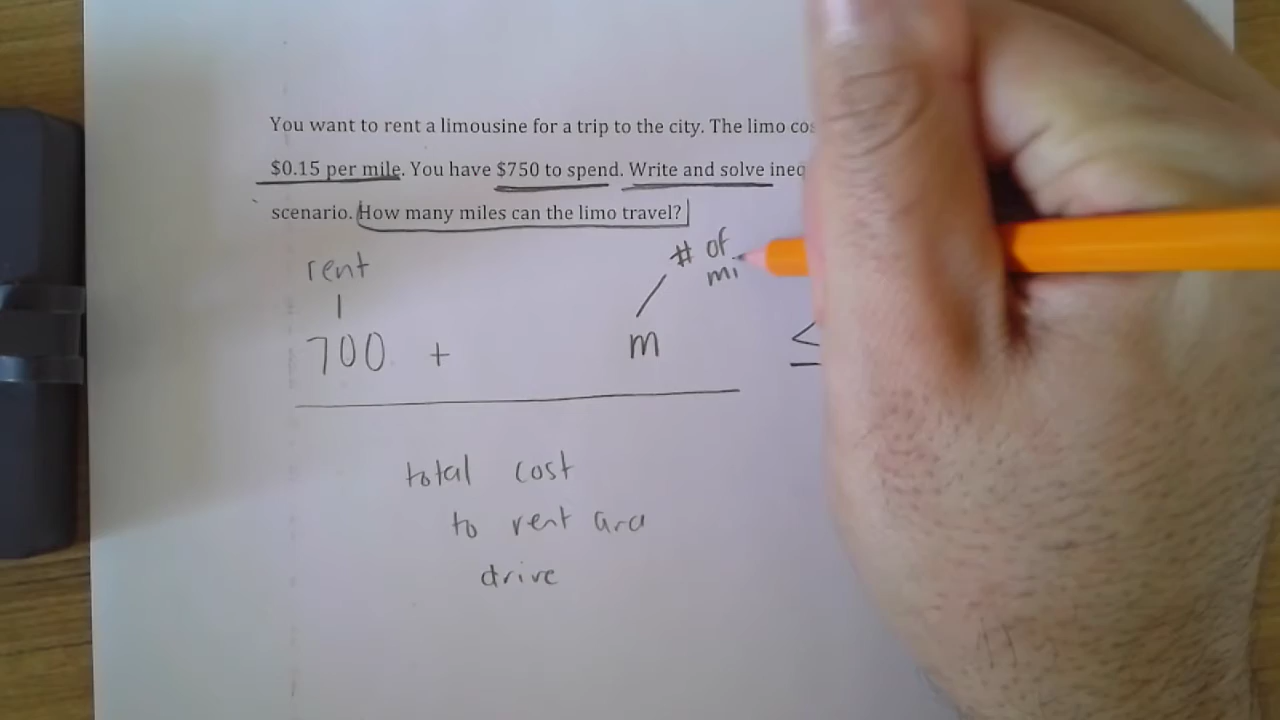 You want to rent a limousine for a trip to the city. The limo
$0.15 per mile. You have $750 to spend. Write and solve
scenario. How many miles can the limo travel?
# of
rent
mi
700 + m ≤
total cost
to rent and
drive